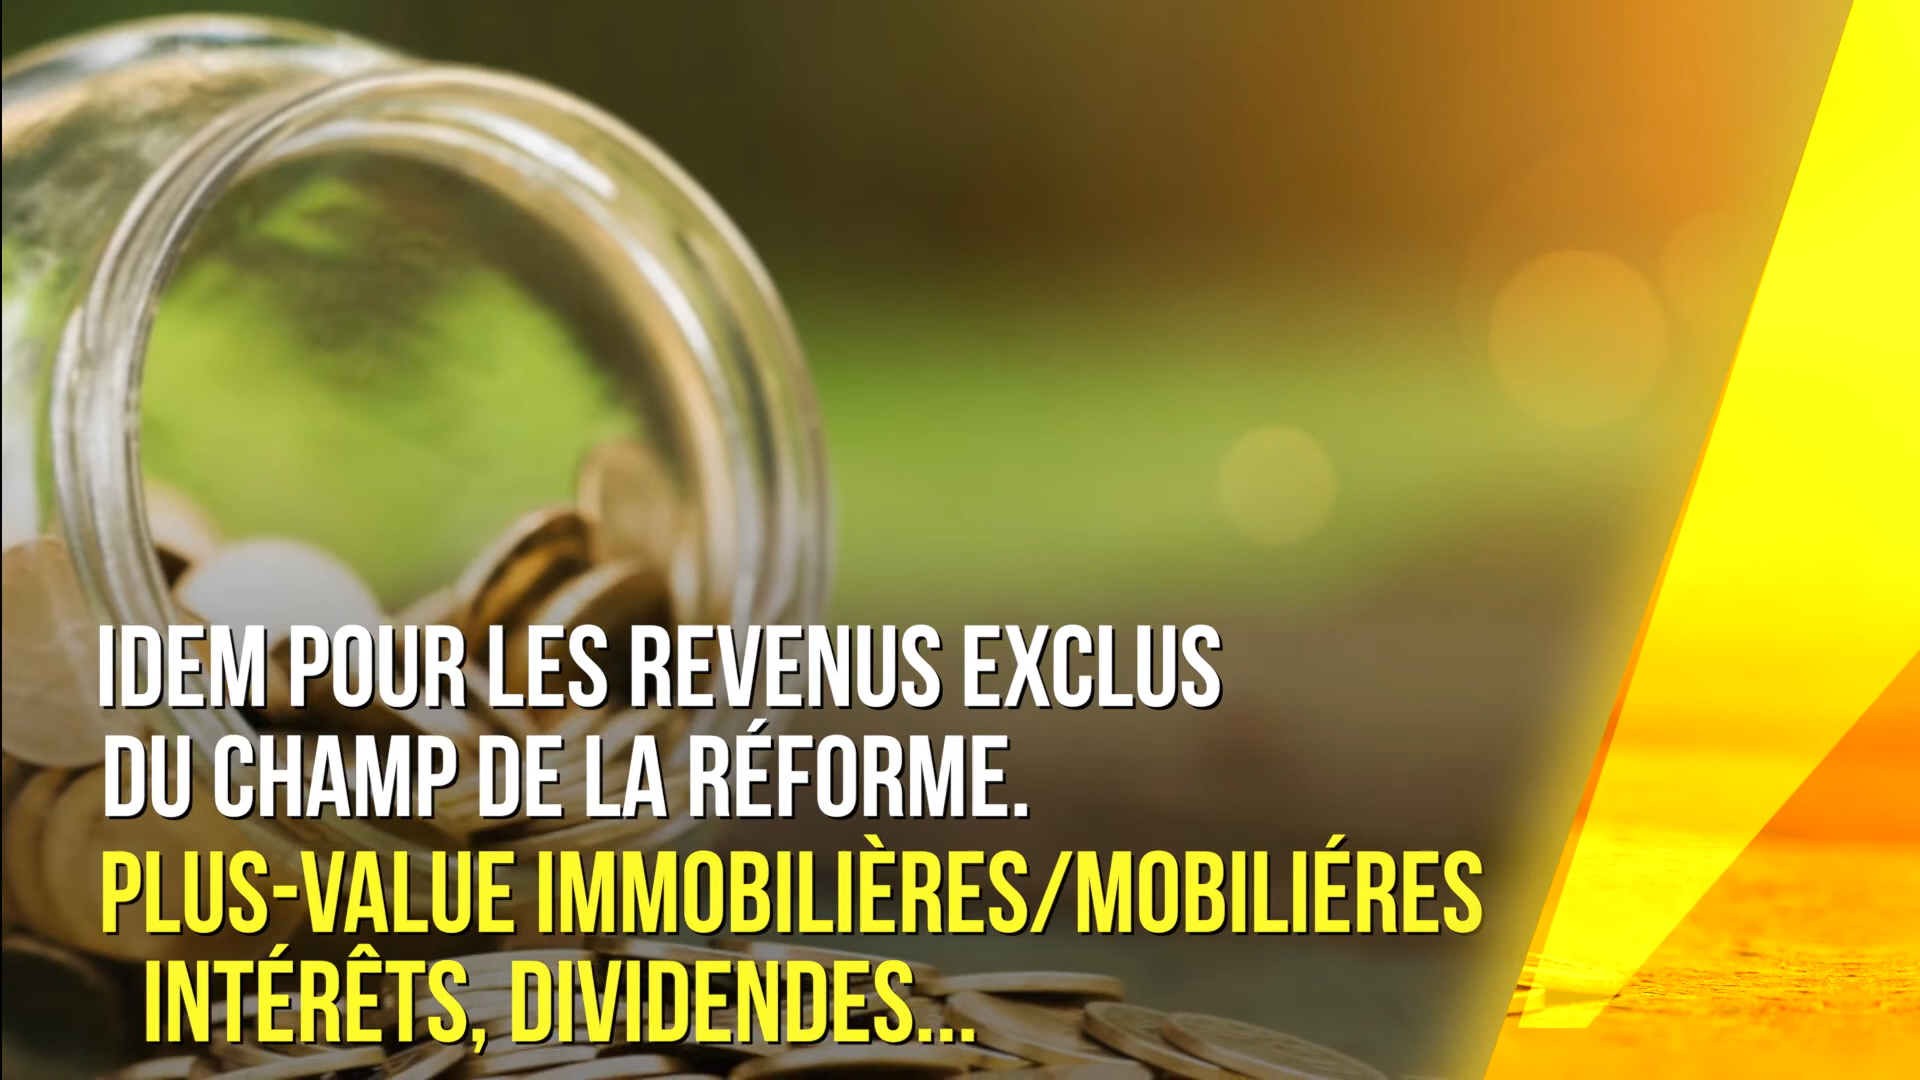 IDEM POUR LES REVENUS EXCLUS
DU CHAMP DE LA RÉFORME.
PLUS-VALUE IMMOBILIÈRES/MOBILIÉRES
INTÉRÊTS, DIVIDENDES...